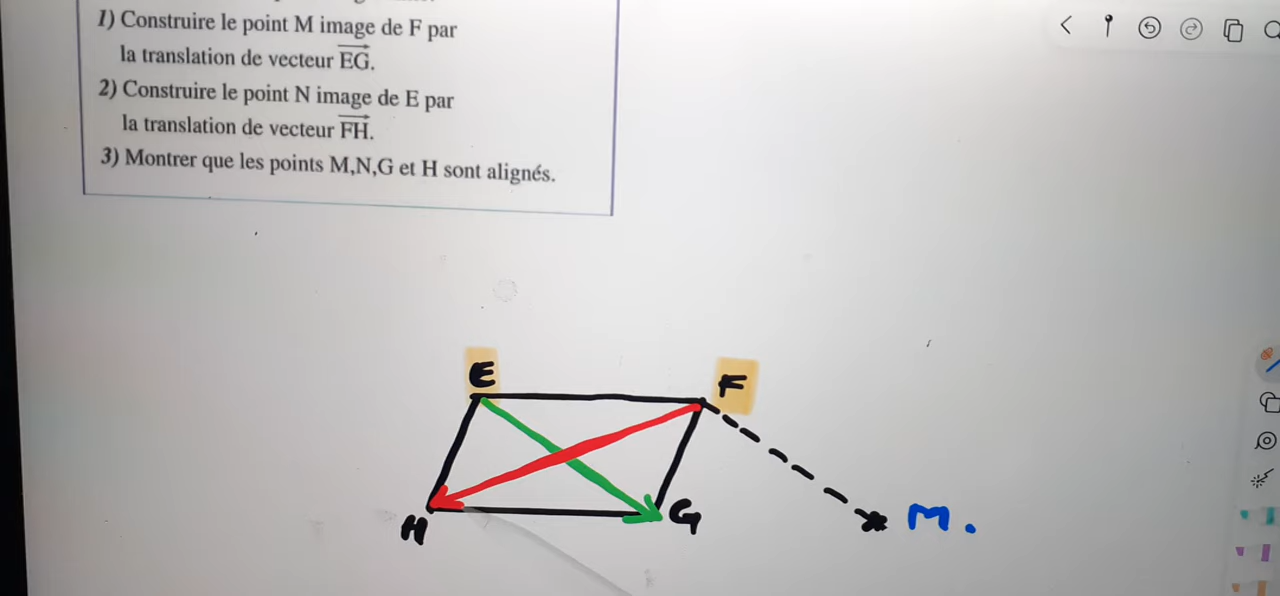 1) Construire le point M image de F par
la translation de vecteur EG.
2) Construire le point N image de E par
la translation de vecteur FH.
3) Montrer que les points M,N,G et H sont alignés.
E
F
H
G
M.